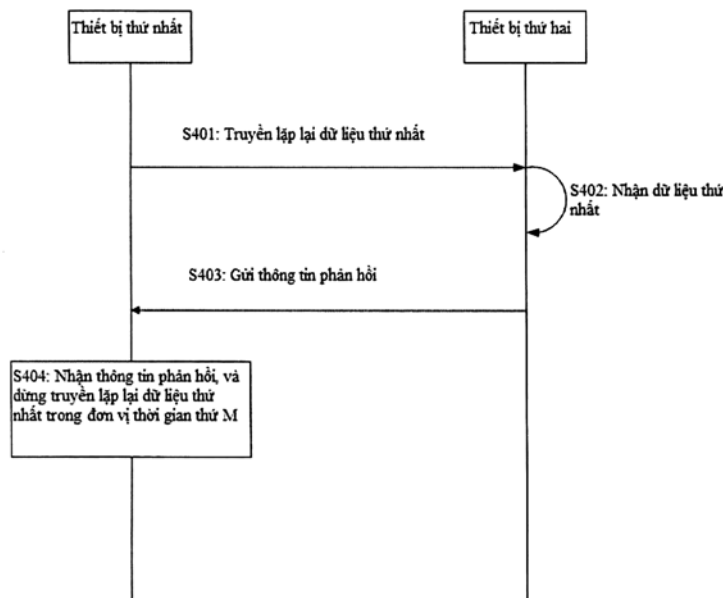 Thiết bị thứ nhất
Thiết bị thứ hai
S401: Truyền lặp lại dữ liệu thứ nhất
S402: Nhận dữ liệu thứ
nhất
S403: Gửi thông tin phản hồi
S404: Nhận thông tin phản hồi, và
dừng truyền lặp lại dữ liệu thứ
nhất trong đơn vị thời gian thứ M